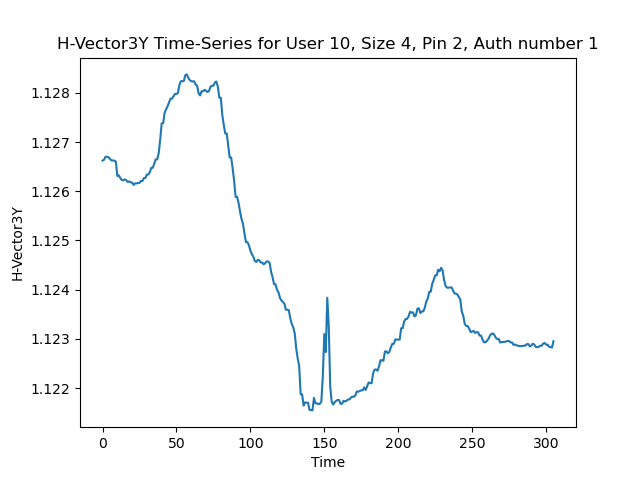 H-Vector3Y Time-Series for User 10, Size 4, Pin 2, Auth number 1
1.128
1.127
1.126
1.125
1.124
1.123
1.122
H-Vector3Y
0 50 100 150 200 250 300
Time